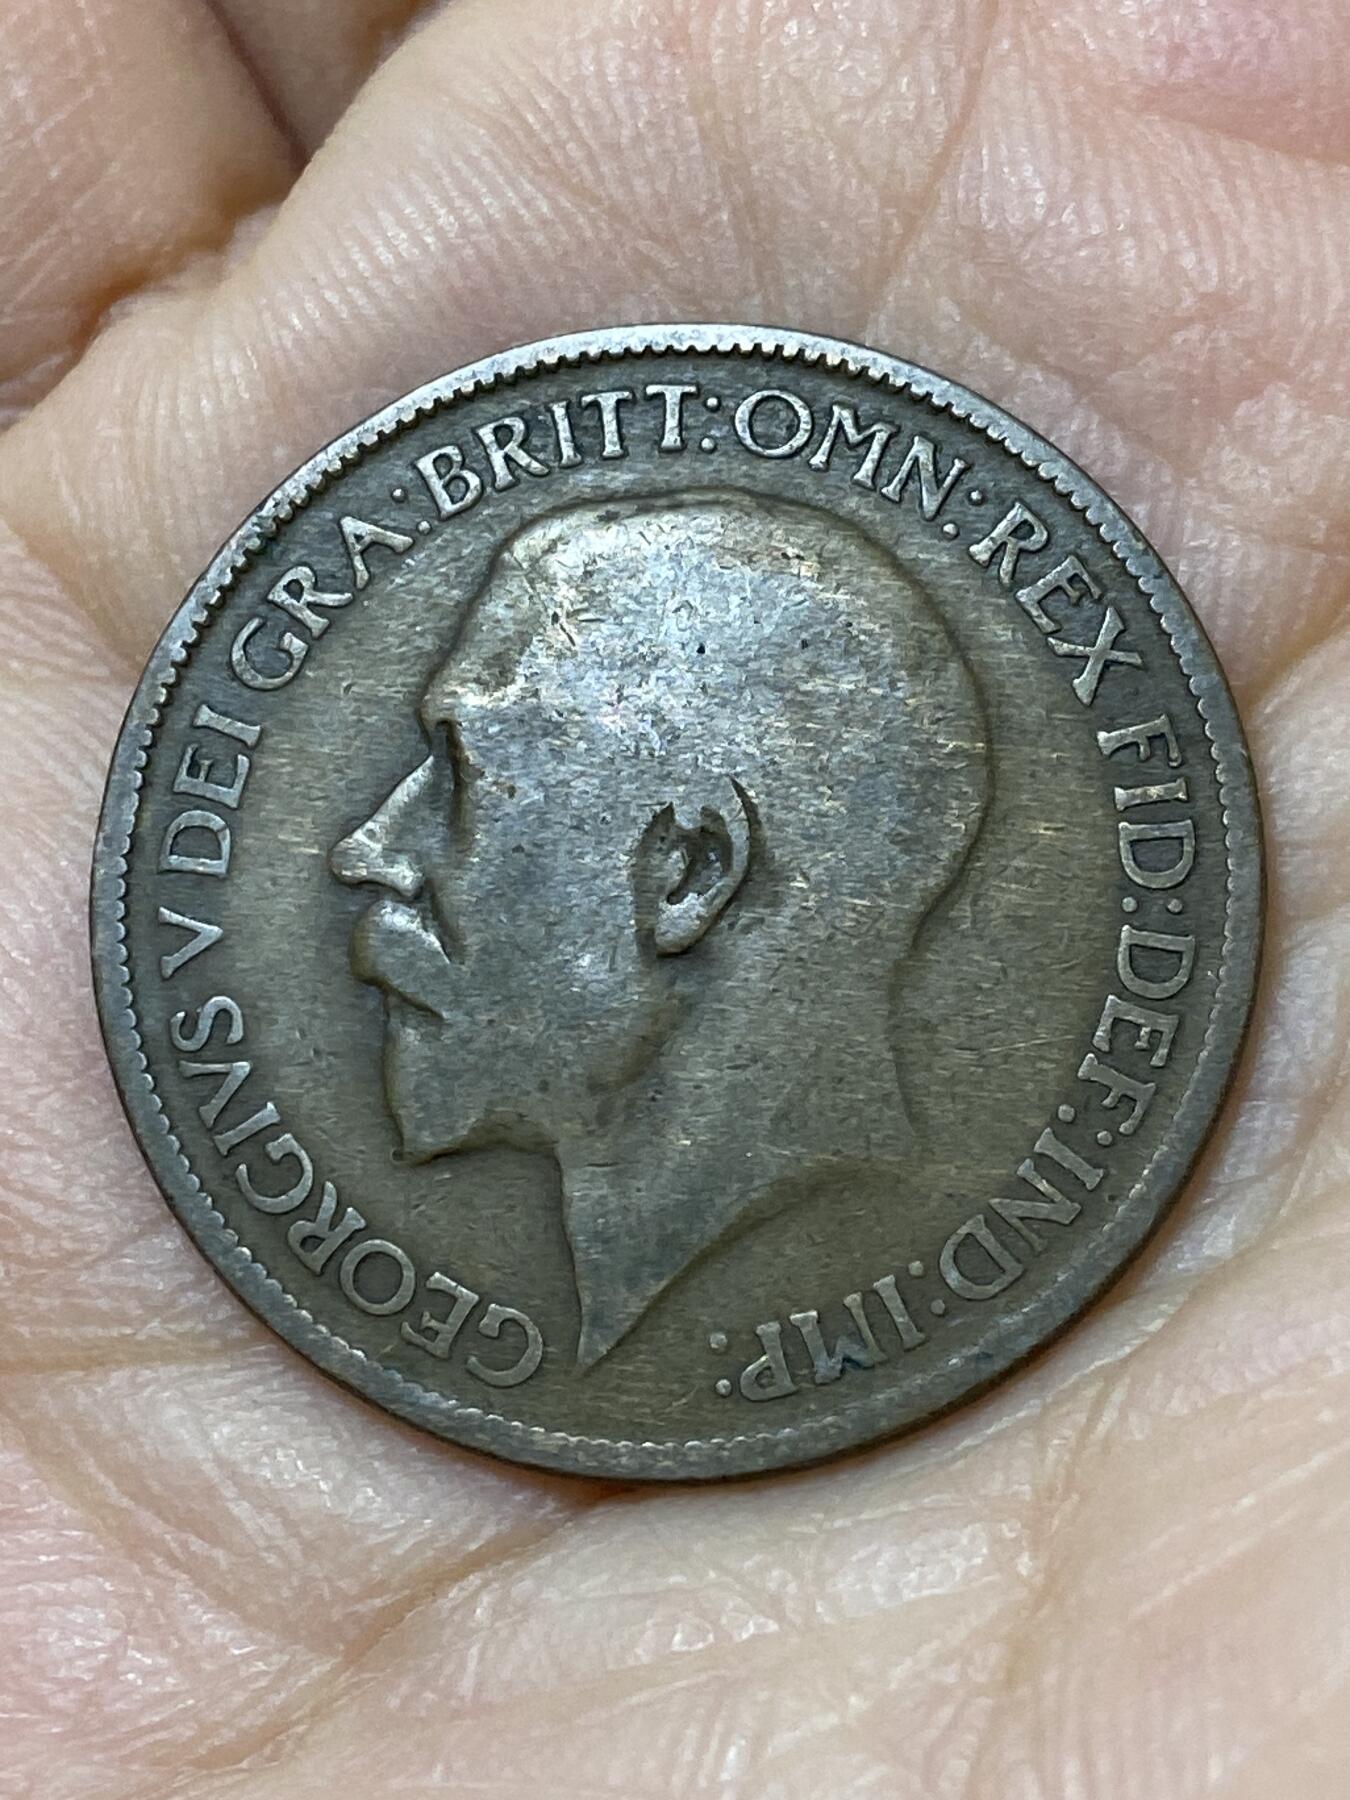 GEORGIVS V DEI GRA: BRITT: OMN: REX FID: DEF: IND: IMP: